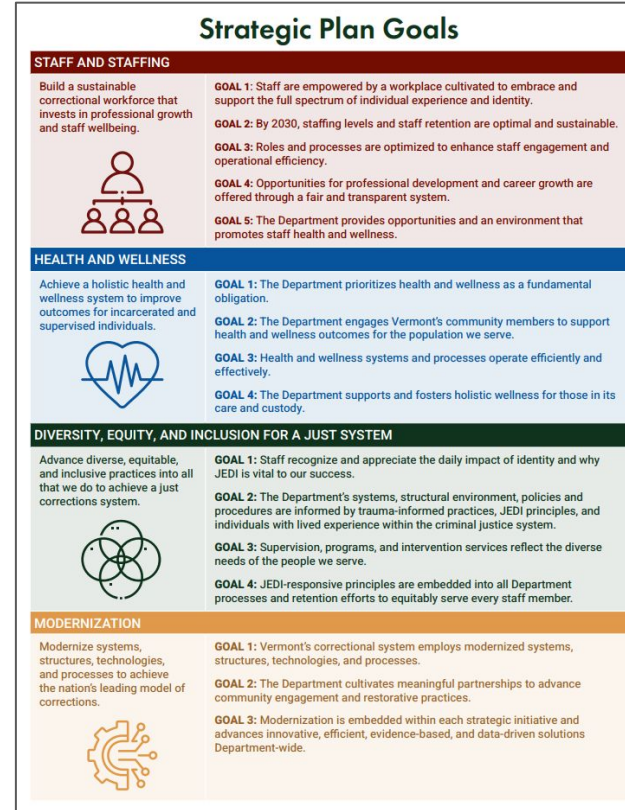 Strategic Plan Goals
STAFF AND STAFFING
Build a sustainable
correctional workforce that
invests in professional growth
and staff wellbeing.
GOAL 1: Staff are empowered by a workplace cultivated to embrace and
support the full spectrum of individual experience and identity.
GOAL 2: By 2030, staffing levels and staff retention are optimal and sustainable.
GOAL 3: Roles and processes are optimized to enhance staff engagement and
operational efficiency.
GOAL 4: Opportunities for professional development and career growth are
offered through a fair and transparent system.
GOAL 5: The Department provides opportunities and an environment that
promotes staff health and wellness.
HEALTH AND WELLNESS
Achieve a holistic health and
wellness system to improve
outcomes for incarcerated and
supervised individuals.
GOAL 1: The Department prioritizes health and wellness as a fundamental
obligation.
GOAL 2: The Department engages Vermont's community members to support
health and wellness outcomes for the population we serve.
GOAL 3: Health and wellness systems and processes operate efficiently and
effectively.
GOAL 4: The Department supports and fosters holistic wellness for those in its
care and custody.
DIVERSITY, EQUITY, AND INCLUSION FOR A JUST SYSTEM
Advance diverse, equitable,
and inclusive practices into all
that we do to achieve a just
corrections system.
GOAL 1: Staff recognize and appreciate the daily impact of identity and why
JEDI is vital to our success.
GOAL 2: The Department's systems, structural environment, policies and
procedures are informed by trauma-informed practices, JEDI principles, and
individuals with lived experience within the criminal justice system.
GOAL 3: Supervision, programs, and intervention services reflect the diverse
needs of the people we serve.
GOAL 4: JEDI-responsive principles are embedded into all Department
processes and retention efforts to equitably serve every staff member.
MODERNIZATION
Modernize systems,
structures, technologies,
and processes to achieve
the nation's leading model of
corrections.
GOAL 1: Vermont's correctional system employs modernized systems,
structures, technologies, and processes.
GOAL 2: The Department cultivates meaningful partnerships to advance
community engagement and restorative practices.
GOAL 3: Modernization is embedded within each strategic initiative and
advances innovative, efficient, evidence-based, and data-driven solutions
Department-wide.